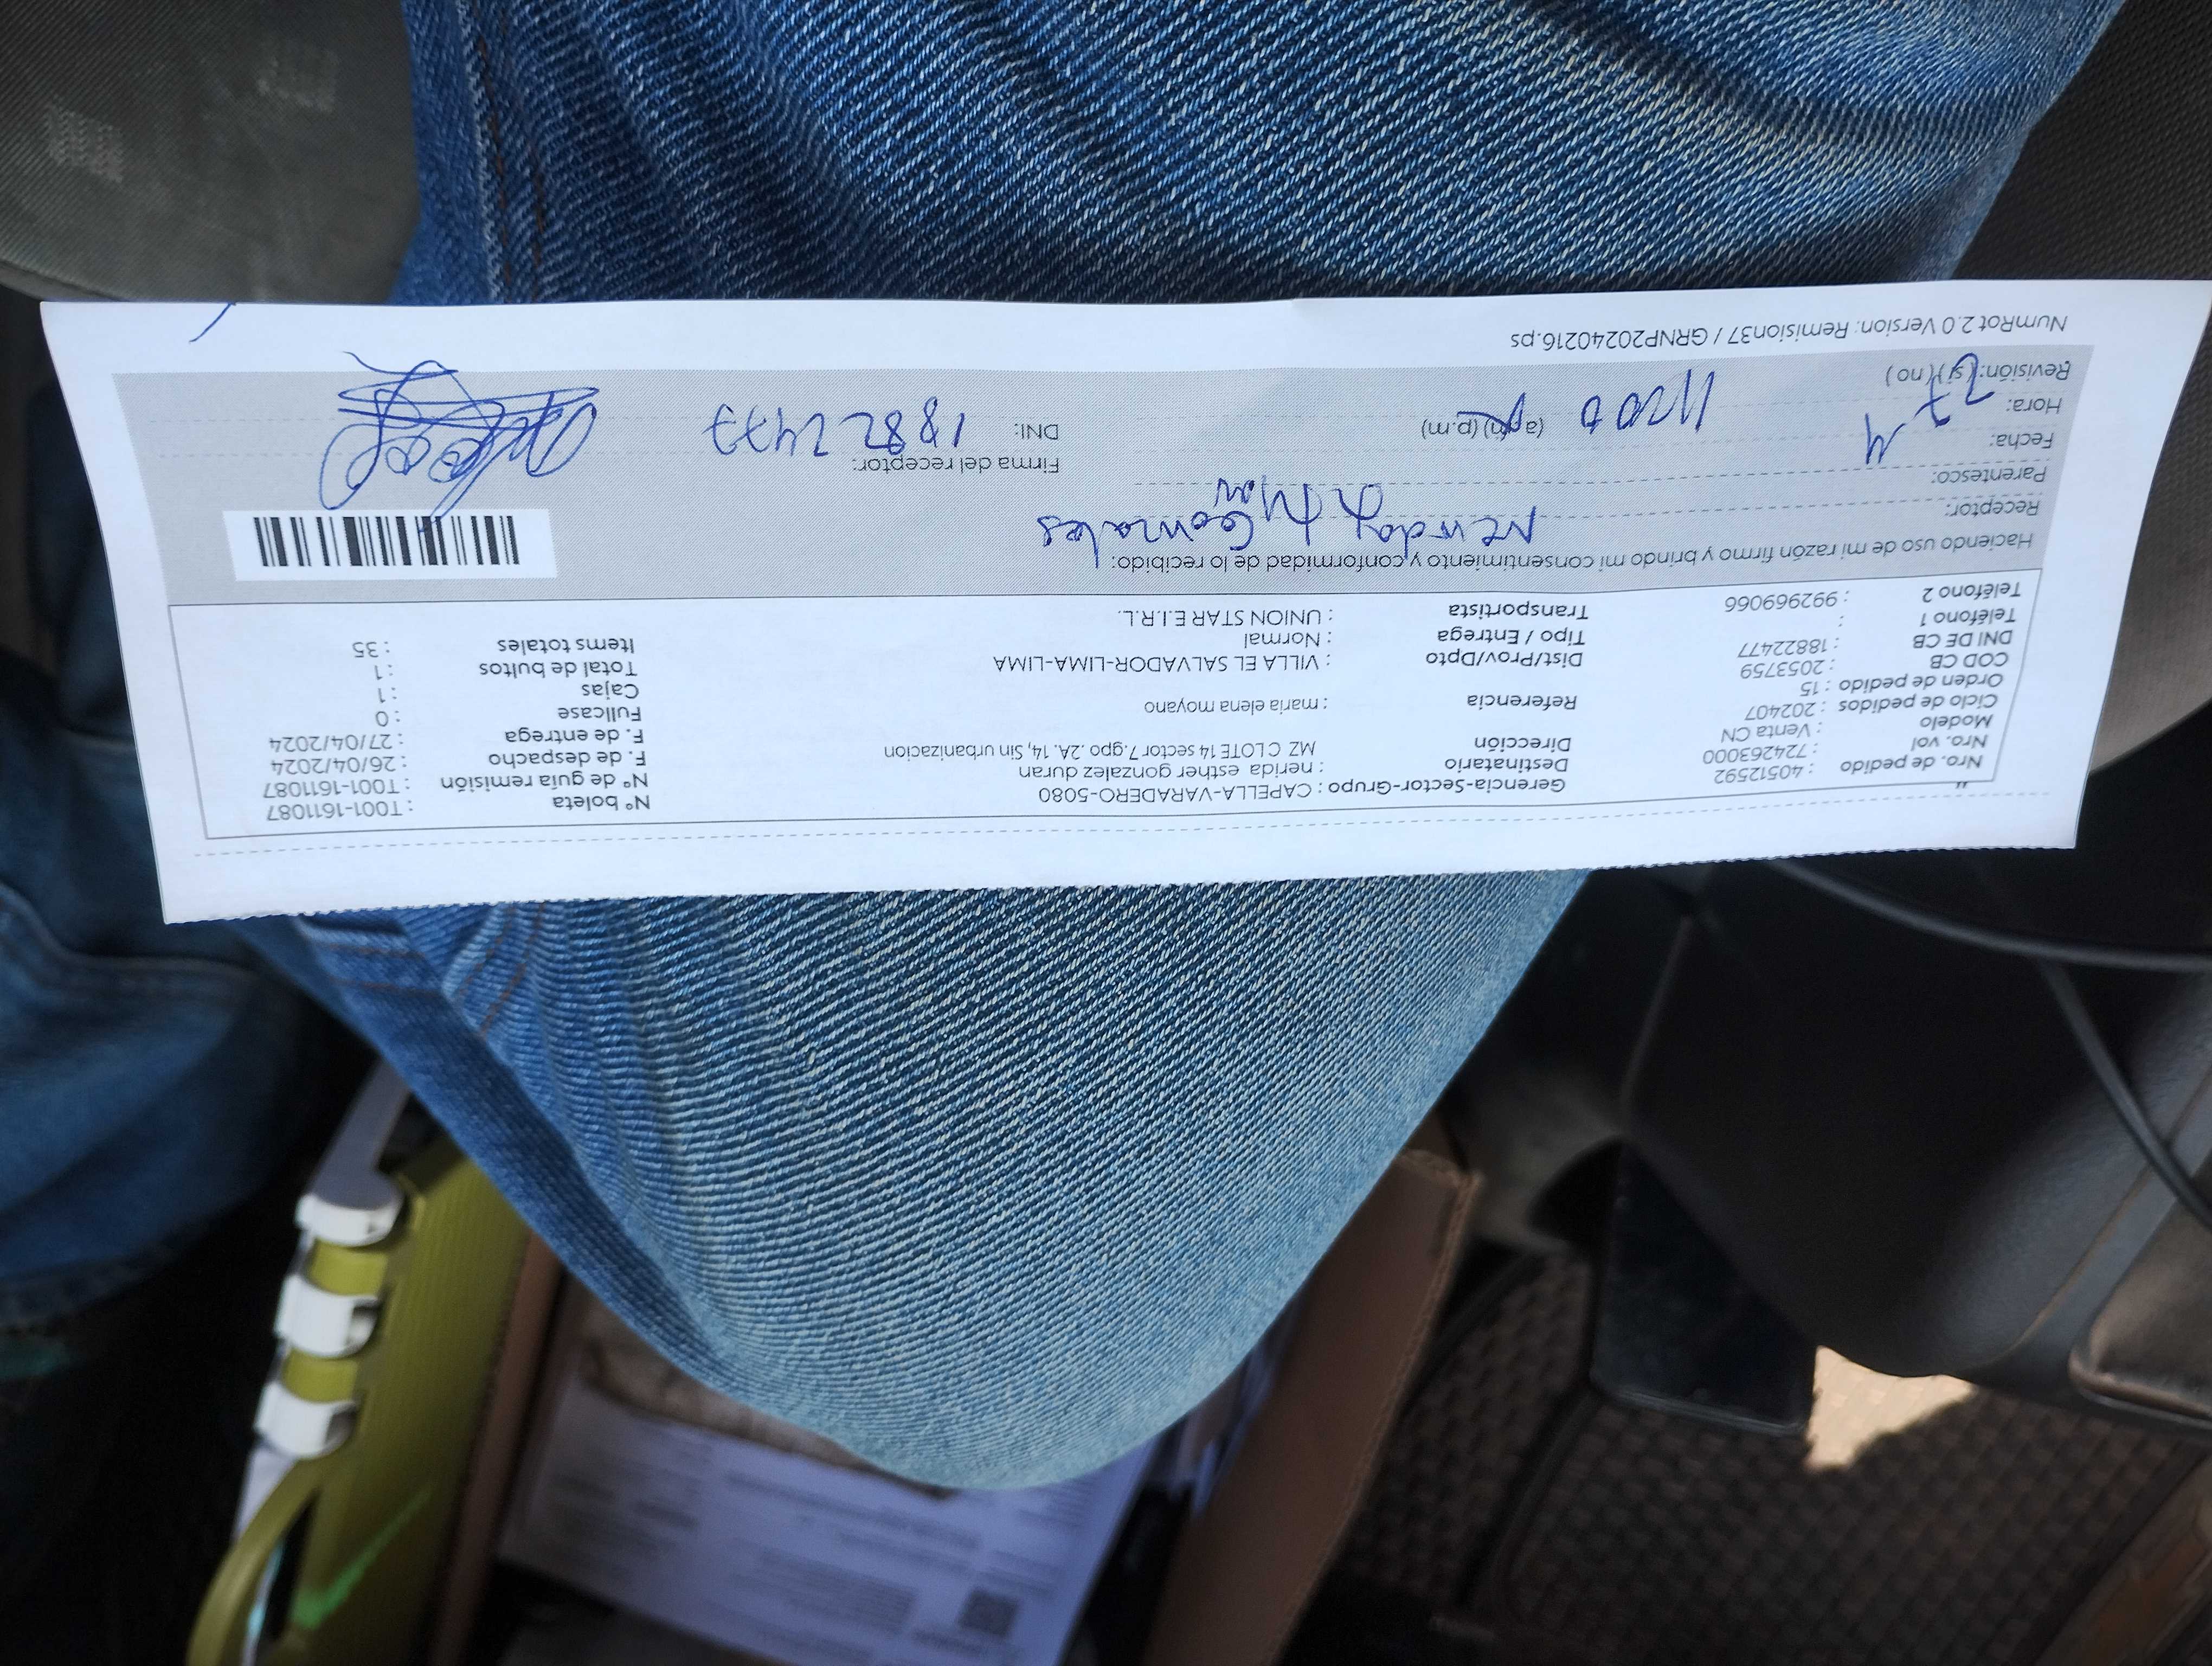 Nro. de pedido : 40512592
Nro. vol : 724263000
Modelo : Venta CN
Ciclo de pedidos : 202407
Orden de pedido : 15
COD CB : 2053759
DNI DE CB : 18822477
Teléfono 1 :
Teléfono 2 : 992969066
Gerencia-Sector-Grupo : CAPELLA-VARADERO-5080
Destinatario : nerida esther gonzalez duran
Dirección MZ C LOTE 14 sector 7 gpo .2A. 14, Sin urbanizacion
Referencia : maria elena moyano
Dist/Prov/Dpto : VILLA EL SALVADOR-LIMA-LIMA
Tipo / Entrega : Normal
Transportista : UNION STAR E.I.R.L.
N° boleta : T001-1611087
N° de guía remisión : T001-1611087
F. de despacho : 26/04/2024
F. de entrega : 27/04/2024
Fullcase : 0
Cajas : 1
Total de bultos : 1
Items totales : 35
Haciendo uso de mi razón firmo y brindo mi consentimiento y conformidad de lo recibido:
Receptor: Gonzales
Parentesco:
Fecha: 27 4
Hora: (a.m) (p.m)
Revisión: (si) (no)
Firma del receptor:
DNI: 18822477
NumRot 2.0 Version: Remision37 / GRNP20240216.ps